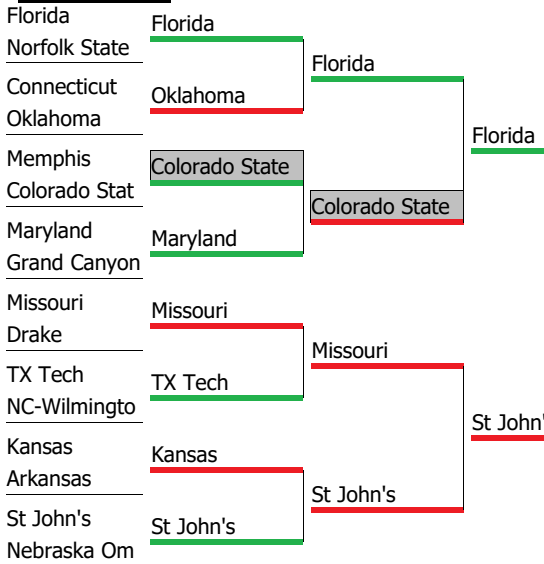 Florida
Norfolk State
Connecticut
Oklahoma
Memphis
Colorado Stat
Maryland
Grand Canyon
Missouri
Drake
TX Tech
NC-Wilmingto
Kansas
Arkansas
St John's
Nebraska Om
Florida
Oklahoma
Colorado State
Maryland
Missouri
TX Tech
Kansas
St John's
Florida
Colorado State
Missouri
St John's
Florida
St John'